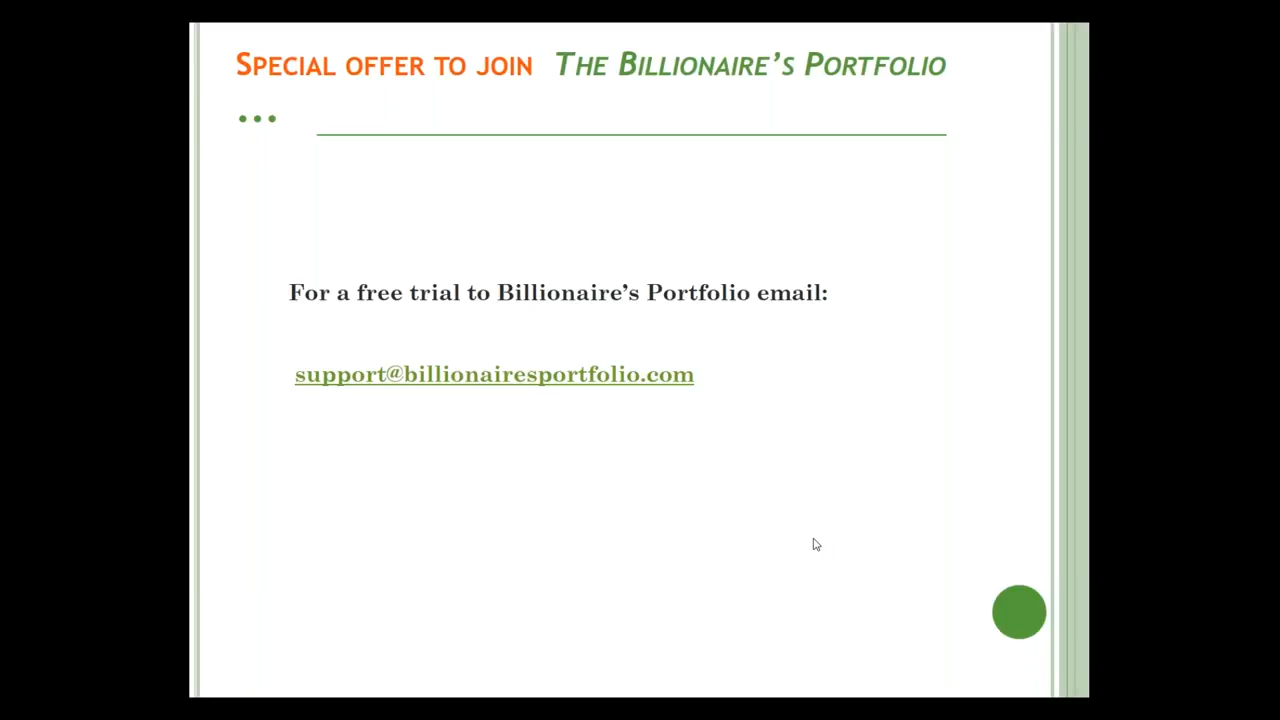 Special offer to join The Billionaire’s Portfolio
...
For a free trial to Billionaire’s Portfolio email:
support@billionairesportfolio.com